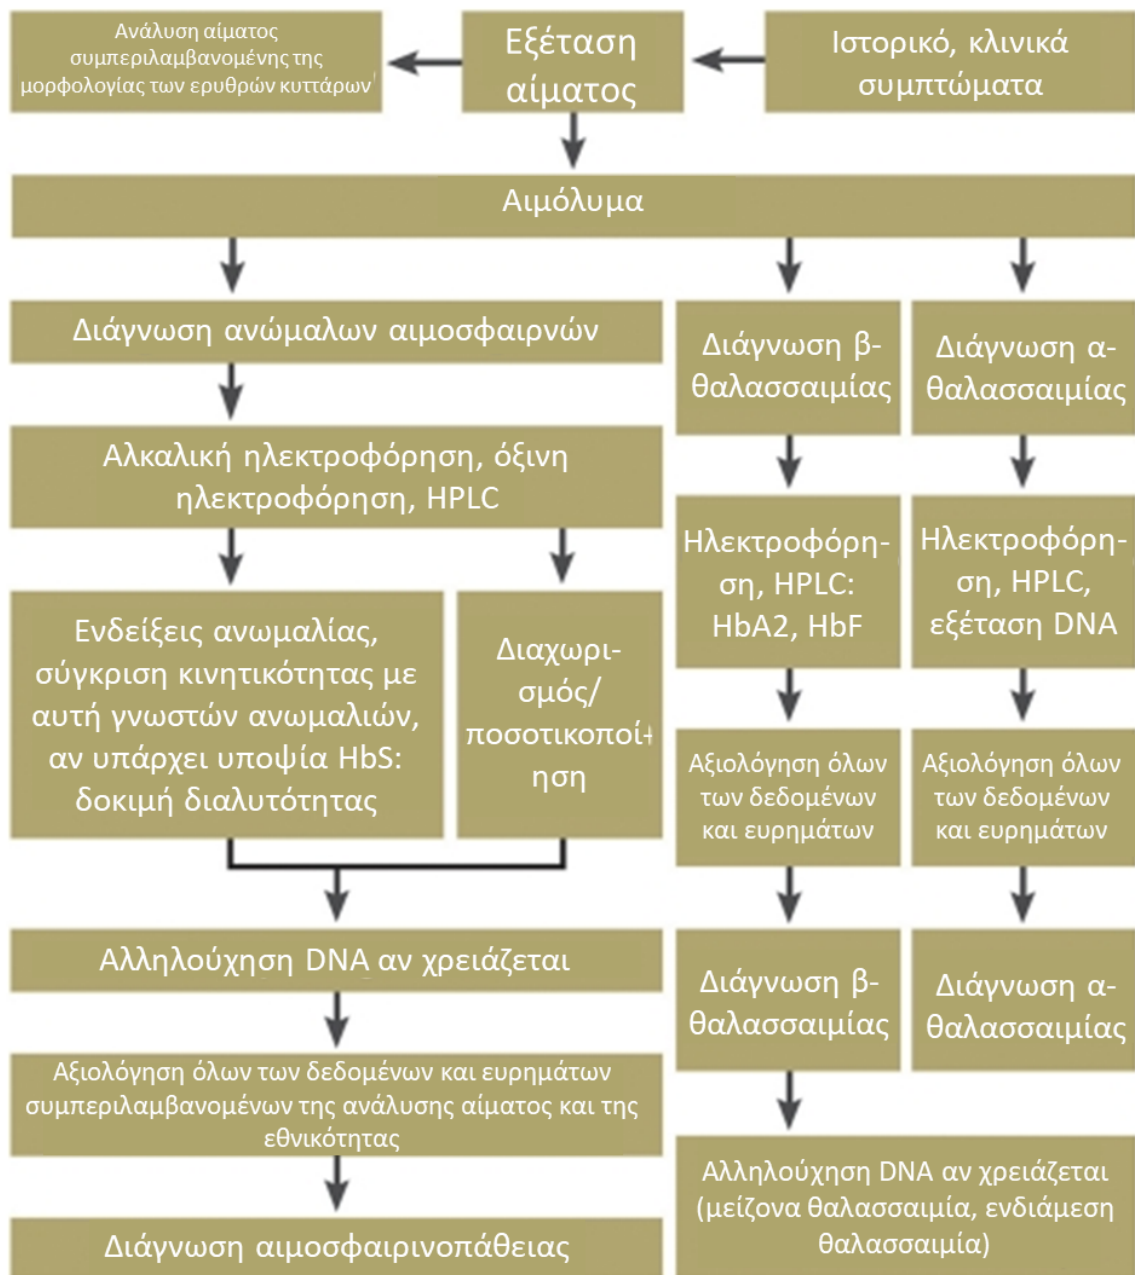 Ανάλυση αίματος
συμπεριλαμβανομένης της
μορφολογίας των ερυθρών κυττάρων
Εξέταση
αίματος
Ιστορικό, κλινικά
συμπτώματα
Αιμόλυμα
Διάγνωση ανώμαλων αιμοσφαιρνών
Αλκαλική ηλεκτροφόρηση, όξινη
ηλεκτροφόρηση, HPLC
Ενδείξεις ανωμαλίας,
σύγκριση κινητικότητας με
αυτή γνωστών ανωμαλιών,
αν υπάρχει υποψία HbS:
δοκιμή διαλυτότητας
Διαχωρι-
σμός/
ποσοτικοποί-
ηση
Αλληλούχηση DNA αν χρειάζεται
Αξιολόγηση όλων των δεδομένων και ευρημάτων
συμπεριλαμβανομένων της ανάλυσης αίματος και της
εθνικότητας
Διάγνωση αιμοσφαιρινοπάθειας
Διάγνωση β-
θαλασσαιμίας
Ηλεκτροφόρη-
ση, HPLC:
HbA2, HbF
Αξιολόγηση όλων
των δεδομένων
και ευρημάτων
Διάγνωση β-
θαλασσαιμίας
Αλληλούχηση DNA αν χρειάζεται
(μείζονα θαλασσαιμία, ενδιάμεση
θαλασσαιμία)
Διάγνωση α-
θαλασσαιμίας
Ηλεκτροφόρη-
ση, HPLC,
εξέταση DNA
Αξιολόγηση όλων
των δεδομένων
και ευρημάτων
Διάγνωση α-
θαλασσαιμίας